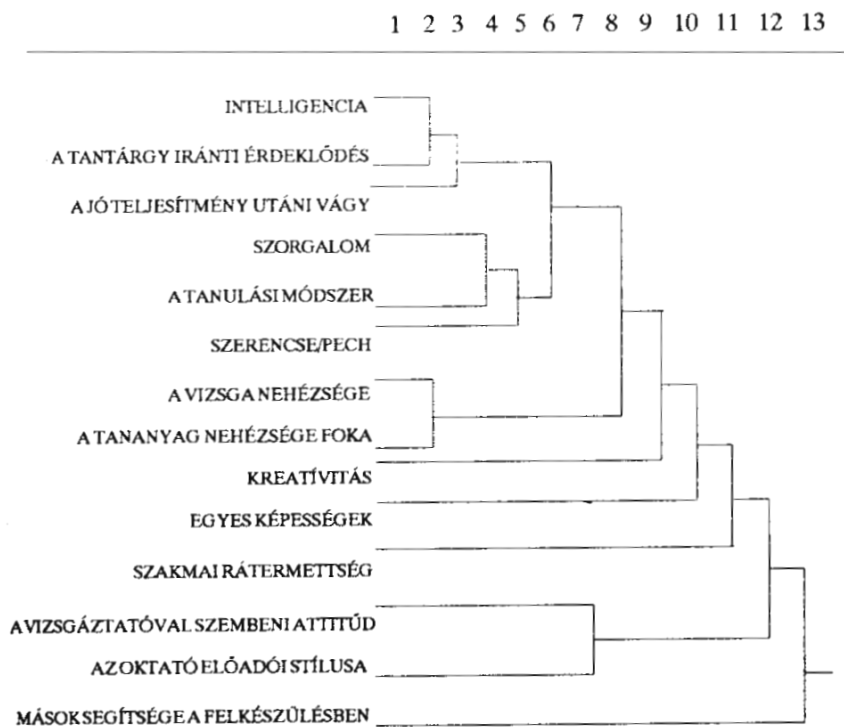 1 2 3 4 5 6 7 8 9 10 11 12 13
INTELLIGENCIA
A TANTÁRGY IRÁNTI ÉRDEKLŐDÉS
A JÓ TELJESÍTMÉNY UTÁNI VÁGY
SZORGALOM
A TANULÁSI MÓDSZER
SZERENCSE/PECH
A VIZSGA NEHÉZSÉGE
A TANANYAG NEHÉZSÉGE FOKA
KREATÍVITÁS
EGYES KÉPESSÉGEK
SZAKMAI RÁTERMETTSÉG
A VIZSGÁZTATÓVAL SZEMBENI ATTITŰD
AZ OKTATÓ ELŐADÓI STÍLUSA
MÁSOK SEGÍTSÉGE A FELKÉSZÜLÉSBEN